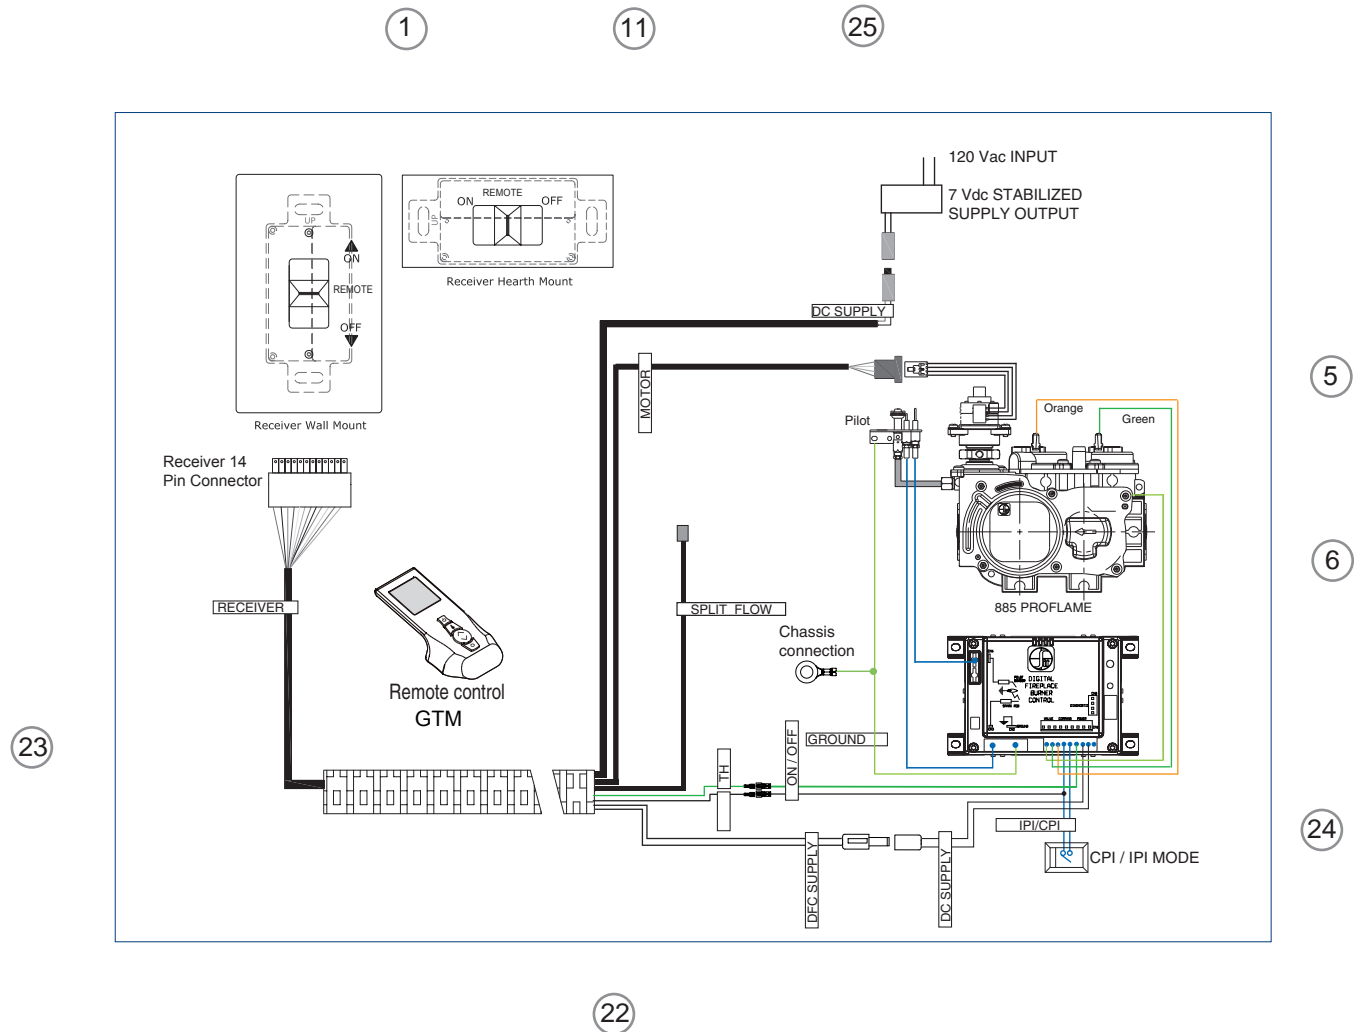 1
11
25
120 Vac INPUT
7 Vdc STABILIZED
SUPPLY OUTPUT
UP
ON
REMOTE
OFF
Receiver Wall Mount
UP
ON
REMOTE
OFF
Receiver Hearth Mount
DC SUPPLY
MOTOR
5
Pilot
Orange
Green
Receiver 14
Pin Connector
6
885 PROFLAME
RECEIVER
SPLIT FLOW
Remote control
GTM
Chassis
connection
DIGITAL
FIREPLACE
BURNER
CONTROL
23
TH
ON / OFF
GROUND
24
IPI/CPI
CPI / IPI MODE
DFC SUPPLY
DC SUPPLY
22